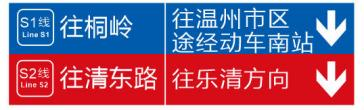 S1线
Line S1
往桐岭
往温州市区
途经动车南站
S2线
Line S2
往清东路
往乐清方向